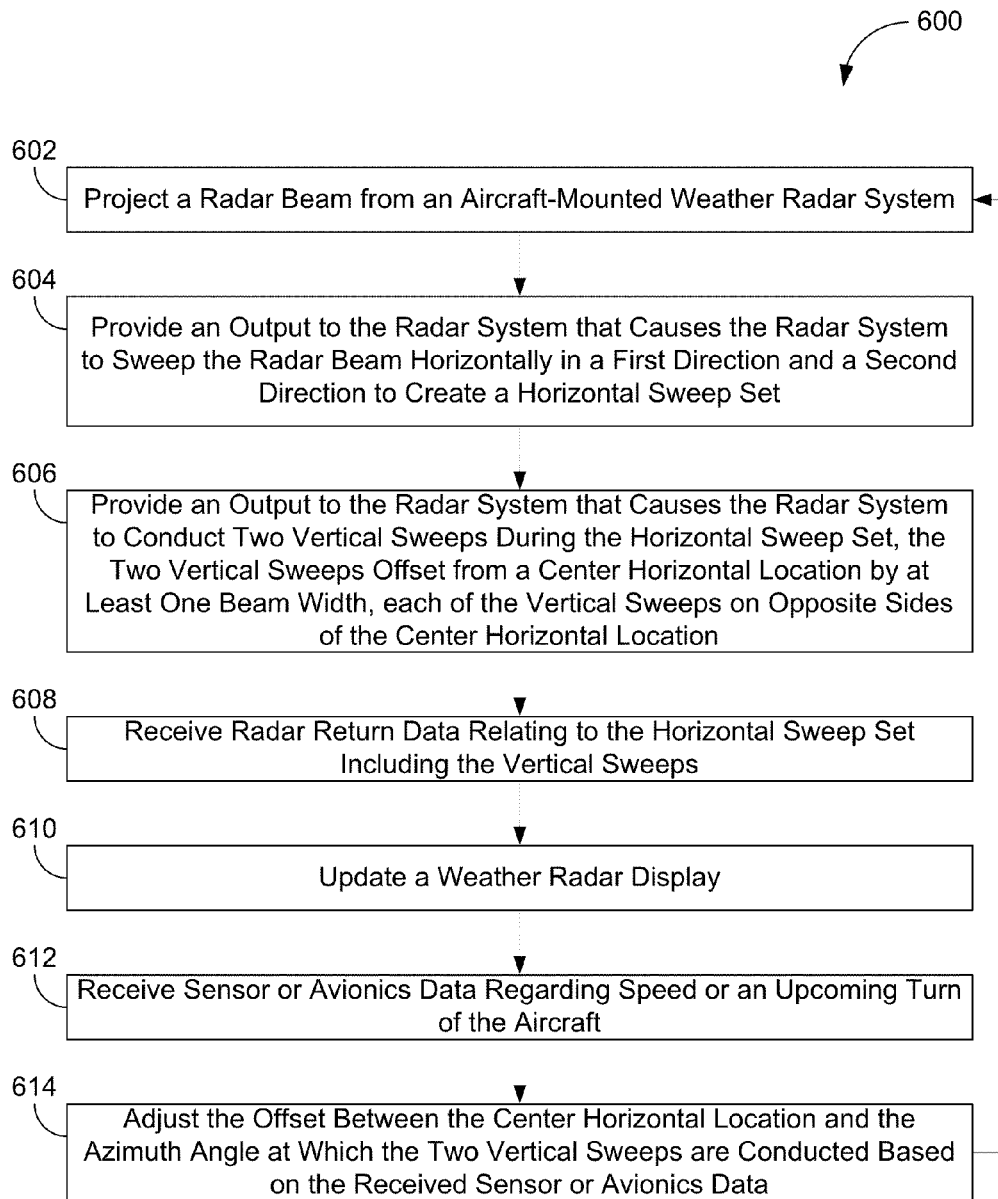 600
602
Project a Radar Beam from an Aircraft-Mounted Weather Radar System
604
Provide an Output to the Radar System that Causes the Radar System
to Sweep the Radar Beam Horizontally in a First Direction and a Second
Direction to Create a Horizontal Sweep Set
606
Provide an Output to the Radar System that Causes the Radar System
to Conduct Two Vertical Sweeps During the Horizontal Sweep Set, the
Two Vertical Sweeps Offset from a Center Horizontal Location by at
Least One Beam Width, each of the Vertical Sweeps on Opposite Sides
of the Center Horizontal Location
608
Receive Radar Return Data Relating to the Horizontal Sweep Set
Including the Vertical Sweeps
610
Update a Weather Radar Display
612
Receive Sensor or Avionics Data Regarding Speed or an Upcoming Turn
of the Aircraft
614
Adjust the Offset Between the Center Horizontal Location and the
Azimuth Angle at Which the Two Vertical Sweeps are Conducted Based
on the Received Sensor or Avionics Data